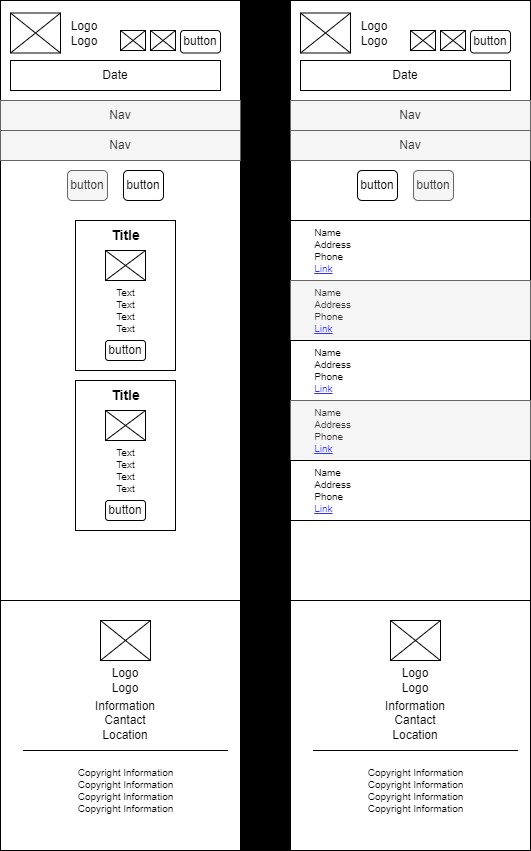 Logo
Logo
button
Date
Nav
Nav
button
button
Title
Text
Text
Text
Text
button
Title
Text
Text
Text
Text
button
Logo
Logo
Information
Cantact
Location
Copyright Information
Copyright Information
Copyright Information
Copyright Information
Logo
Logo
button
Date
Nav
Nav
button
button
Name
Address
Phone
Link
Name
Address
Phone
Link
Name
Address
Phone
Link
Name
Address
Phone
Link
Name
Address
Phone
Link
Logo
Logo
Information
Cantact
Location
Copyright Information
Copyright Information
Copyright Information
Copyright Information